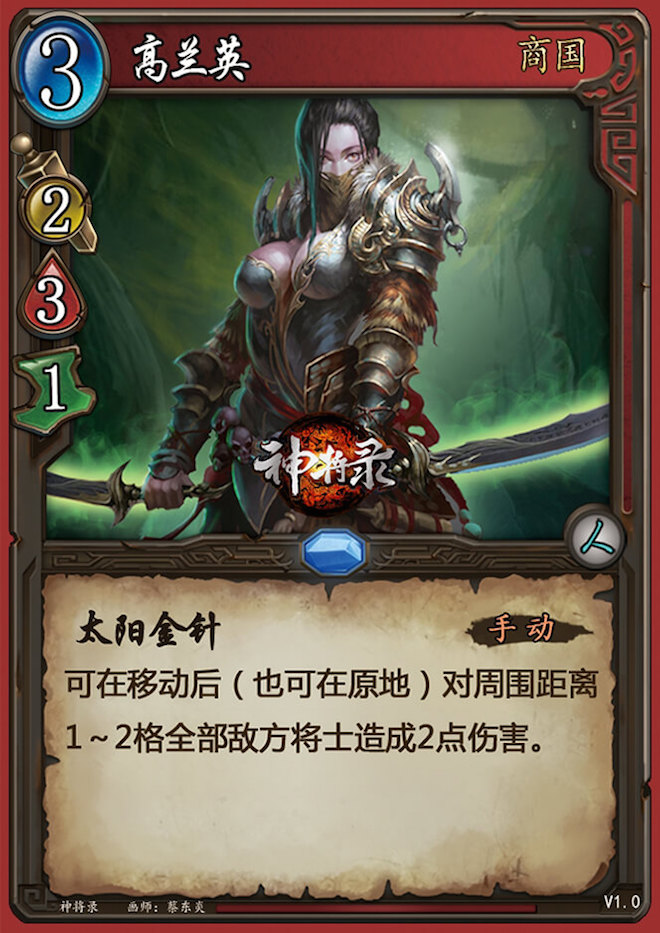 3 高兰英 商国
2
3
1
神将录
人
太阳金针 手动
可在移动后（也可在原地）对周围距离
1～2格全部敌方将士造成2点伤害。
神将录 画师：蔡东炎 V1.0